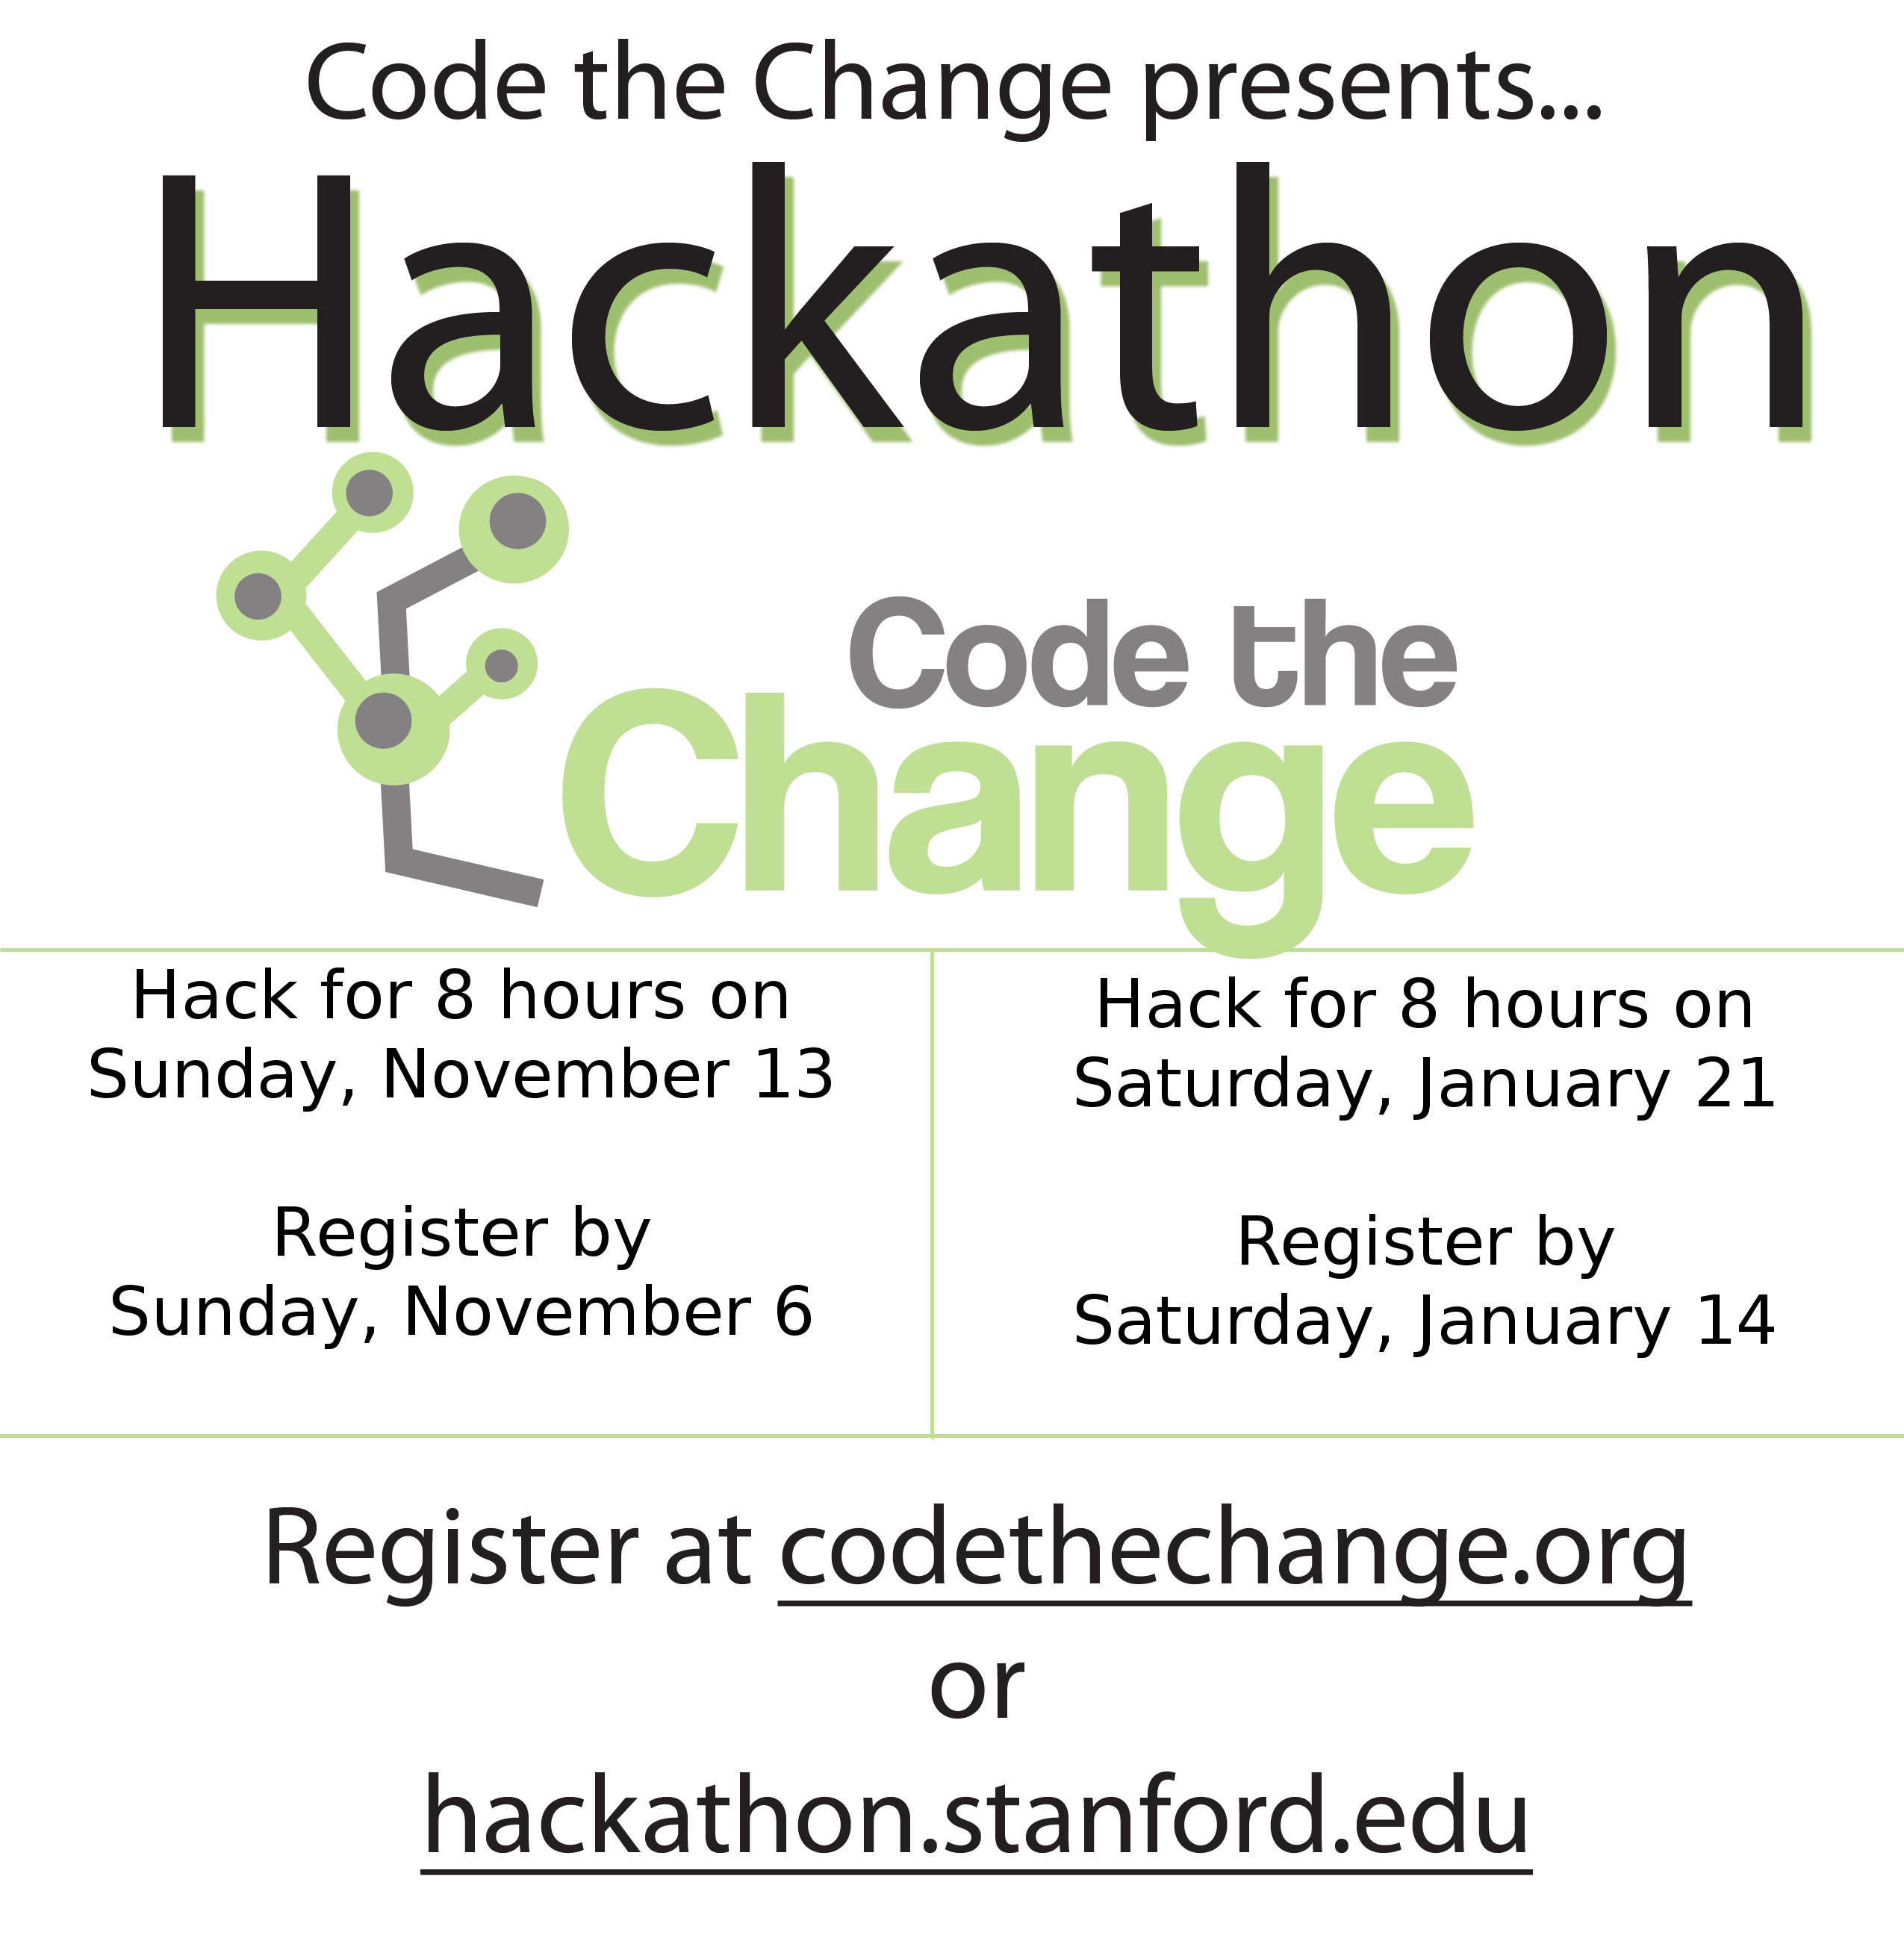 Code the Change presents...
Hackathon
Code the
Change
Hack for 8 hours on
Sunday, November 13
Register by
Sunday, November 6
Hack for 8 hours on
Saturday, January 21
Register by
Saturday, January 14
Register at codethechange.org
or
hackathon.stanford.edu